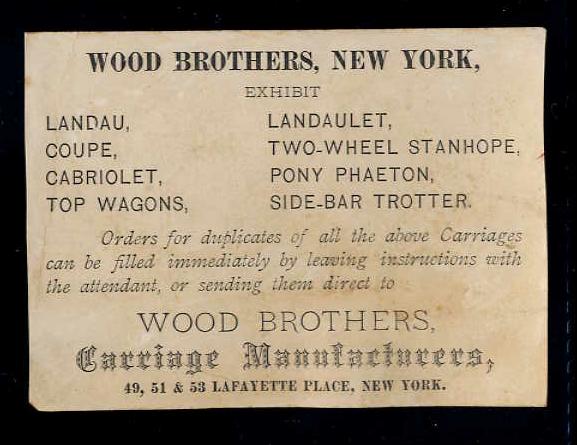 WOOD BROTHERS, NEW YORK,
EXHIBIT
LANDAU, LANDAULET,
COUPE, TWO-WHEEL STANHOPE,
CABRIOLET, PONY PHAETON,
TOP WAGONS, SIDE-BAR TROTTER.
Orders for duplicates of all the above Carriages
can be filled immediately by leaving instructions with
the attendant, or sending them direct to
WOOD BROTHERS,
Carriage Manufacturers,
49, 51 & 53 LAFAYETTE PLACE, NEW YORK.